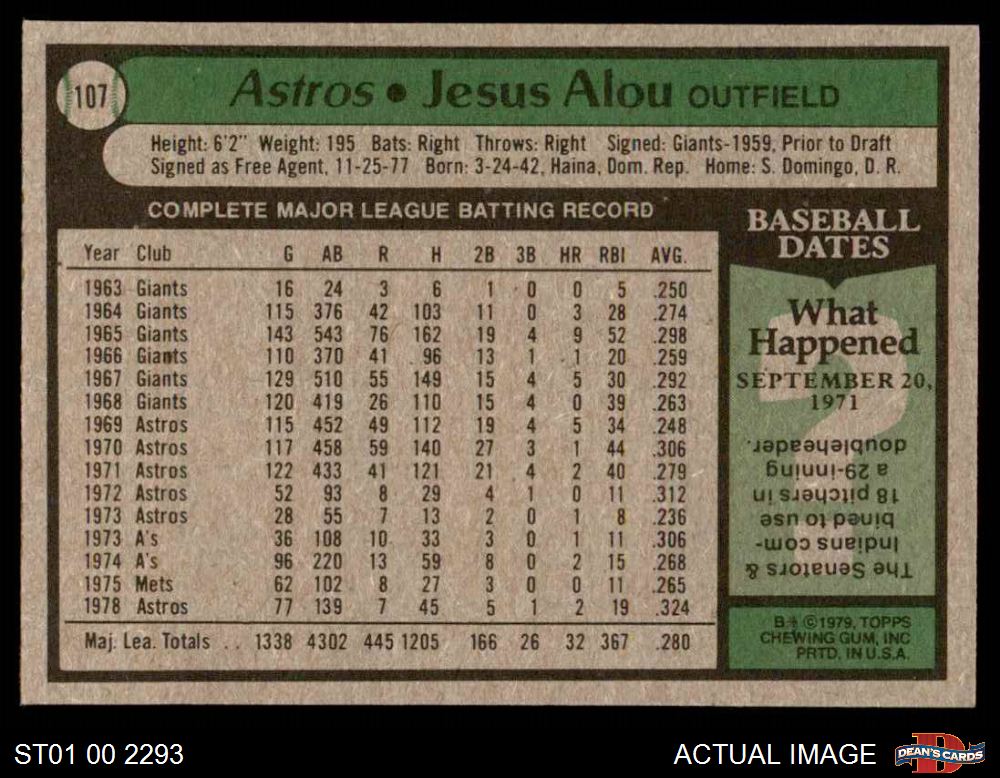 107
Astros • Jesus Alou OUTFIELD
Height: 6'2" Weight: 195 Bats: Right Throws: Right Signed: Giants-1959, Prior to Draft
Signed as Free Agent, 11-25-77 Born: 3-24-42, Haina, Dom. Rep. Home: S. Domingo, D. R.
COMPLETE MAJOR LEAGUE BATTING RECORD
Year Club G AB R H 2B 3B HR RBI AVG.
1963 Giants 16 24 3 6 1 0 0 5 .250
1964 Giants 115 376 42 103 11 0 3 28 .274
1965 Giants 143 543 76 162 19 4 9 52 .298
1966 Giants 110 370 41 96 13 1 1 20 .259
1967 Giants 129 510 55 149 15 4 5 30 .292
1968 Giants 120 419 26 110 15 4 0 39 .263
1969 Astros 115 452 49 112 19 4 5 34 .248
1970 Astros 117 458 59 140 27 3 1 44 .306
1971 Astros 122 433 41 121 21 4 2 40 .279
1972 Astros 52 93 8 29 4 1 0 11 .312
1973 Astros 28 55 7 13 2 0 1 8 .236
1973 A's 36 108 10 33 3 0 1 11 .306
1974 A's 96 220 13 59 8 0 2 15 .268
1975 Mets 62 102 8 27 3 0 0 11 .265
1978 Astros 77 139 7 45 5 1 2 19 .324
Maj. Lea. Totals . . 1338 4302 445 1205 166 26 32 367 .280
BASEBALL
DATES
What
Happened
SEPTEMBER 20,
1971
The Senators &
Indians com-
bined to use
18 pitchers in
a 29-inning
doubleheader.
B* ©1979, TOPPS
CHEWING GUM, INC
PRTD. IN U.S.A.
ST01 00 2293
ACTUAL IMAGE
D
DEAN'S CARDS